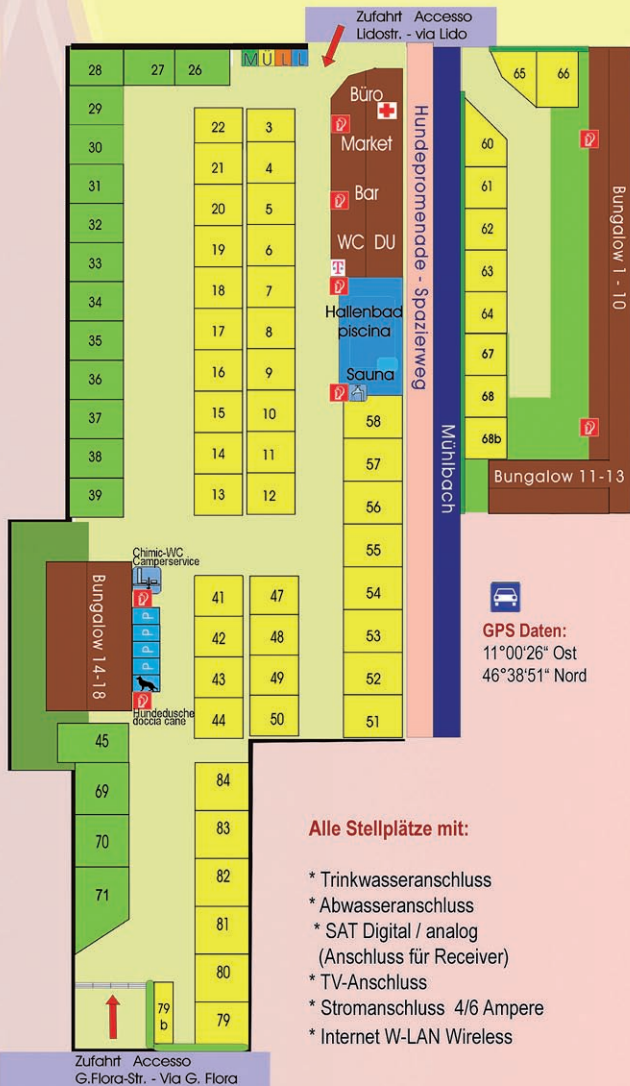 Zufahrt Accesso
Lidostr. - via Lido
MÜLL
28
27
26
29
30
31
32
33
34
35
36
37
38
39
22
21
20
19
18
17
16
15
14
13
3
4
5
6
7
8
9
10
11
12
Büro
Market
Bar
WC DU
T
Hallenbad
piscina
Sauna
58
57
56
55
54
53
52
51
Hundepromenade - Spazierweg
Mühlbach
65
66
60
61
62
63
64
67
68
68b
Bungalow 1 - 10
Bungalow 11-13
Chimic-WC
Camperservice
Bungalow 14-18
P
P
P
P
Hundedusche
doccia cane
41
42
43
44
47
48
49
50
45
69
70
71
84
83
82
81
80
79
79
b
GPS Daten:
11°00'26“ Ost
46°38'51“ Nord
Alle Stellplätze mit:
* Trinkwasseranschluss
* Abwasseranschluss
* SAT Digital / analog
(Anschluss für Receiver)
* TV-Anschluss
* Stromanschluss 4/6 Ampere
* Internet W-LAN Wireless
Zufahrt Accesso
G.Flora-Str. - Via G. Flora